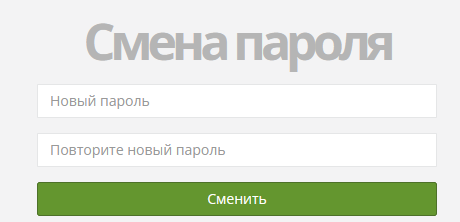 Смена пароля
Новый пароль
Повторите новый пароль
Сменить